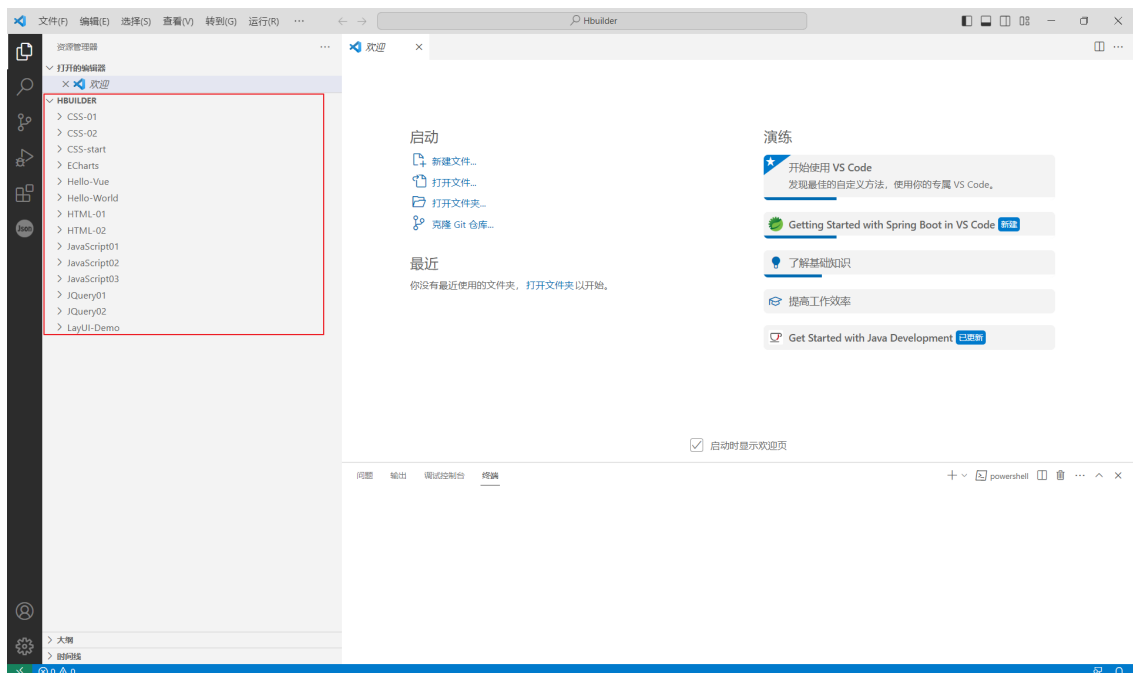 文件(F) 编辑(E) 选择(S) 查看(V) 转到(G) 运行(R) ··· Hbuilder
资源管理器 ···
欢迎
打开的编辑器
欢迎
HBUILDER
CSS-01
CSS-02
CSS-start
ECharts
Hello-Vue
Hello-World
HTML-01
HTML-02
JavaScript01
JavaScript02
JavaScript03
JQuery01
JQuery02
LayUI-Demo
大纲
时间线
Json
启动
新建文件...
打开文件...
打开文件夹...
克隆 Git 仓库...
最近
你没有最近使用的文件夹，打开文件夹以开始。
演练
开始使用 VS Code
发现最佳的自定义方法，使用你的专属 VS Code。
Getting Started with Spring Boot in VS Code 新建
了解基础知识
提高工作效率
Get Started with Java Development 已更新
启动时显示欢迎页
问题 输出 调试控制台 终端 powershell ···
0 0